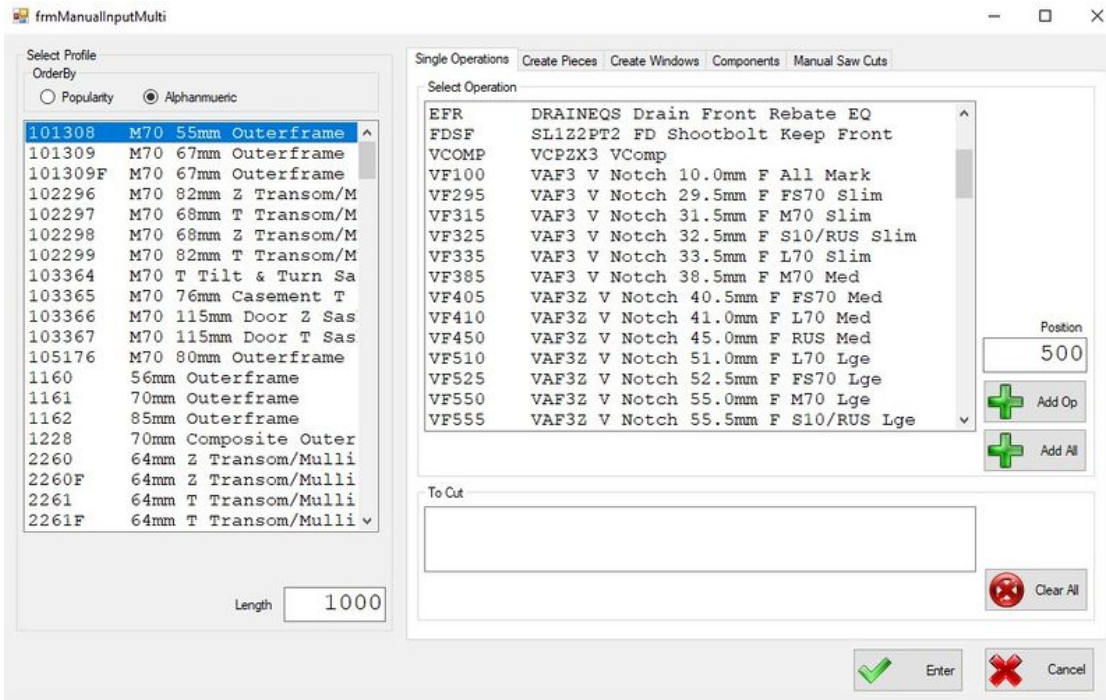 frmManualInputMulti
Select Profile
OrderBy
Popularity Alphanmueric
101308 M70 55mm Outerframe
101309 M70 67mm Outerframe
101309F M70 67mm Outerframe
102296 M70 82mm Z Transom/M
102297 M70 68mm T Transom/M
102298 M70 68mm Z Transom/M
102299 M70 82mm T Transom/M
103364 M70 T Tilt & Turn Sa
103365 M70 76mm Casement T
103366 M70 115mm Door Z Sas
103367 M70 115mm Door T Sas
105176 M70 80mm Outerframe
1160 56mm Outerframe
1161 70mm Outerframe
1162 85mm Outerframe
1228 70mm Composite Outer
2260 64mm Z Transom/Mulli
2260F 64mm Z Transom/Mulli
2261 64mm T Transom/Mulli
2261F 64mm T Transom/Mulli
Length 1000
Single Operations Create Pieces Create Windows Components Manual Saw Cuts
Select Operation
EFR DRAINEQS Drain Front Rebate EQ
FDSF SL1Z2PT2 FD Shootbolt Keep Front
VCOMP VCPZX3 VComp
VF100 VAF3 V Notch 10.0mm F All Mark
VF295 VAF3 V Notch 29.5mm F FS70 Slim
VF315 VAF3 V Notch 31.5mm F M70 Slim
VF325 VAF3 V Notch 32.5mm F S10/RUS Slim
VF335 VAF3 V Notch 33.5mm F L70 Slim
VF385 VAF3 V Notch 38.5mm F M70 Med
VF405 VAF3Z V Notch 40.5mm F FS70 Med
VF410 VAF3Z V Notch 41.0mm F L70 Med
VF450 VAF3Z V Notch 45.0mm F RUS Med
VF510 VAF3Z V Notch 51.0mm F L70 Lge
VF525 VAF3Z V Notch 52.5mm F FS70 Lge
VF550 VAF3Z V Notch 55.0mm F M70 Lge
VF555 VAF3Z V Notch 55.5mm F S10/RUS Lge
Position
500
Add Op
Add All
To Cut
Clear All
Enter Cancel